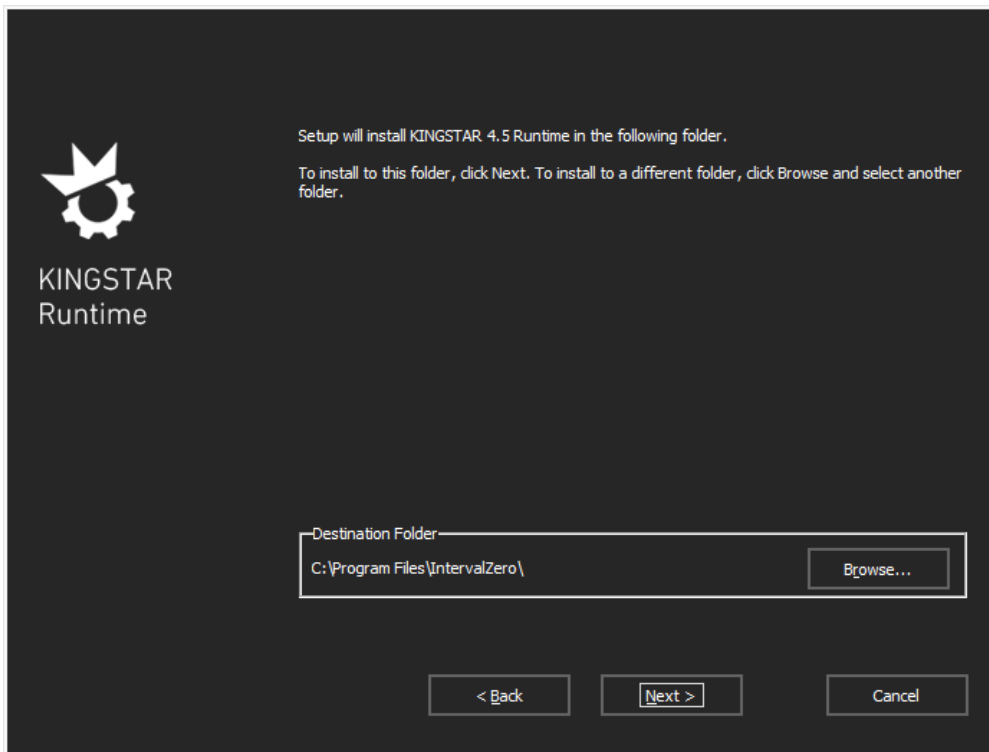 Setup will install KINGSTAR 4.5 Runtime in the following folder.
To install to this folder, click Next. To install to a different folder, click Browse and select another
folder.
KINGSTAR
Runtime
Destination Folder
C:\Program Files\IntervalZero\
Browse...
< Back
Next >
Cancel